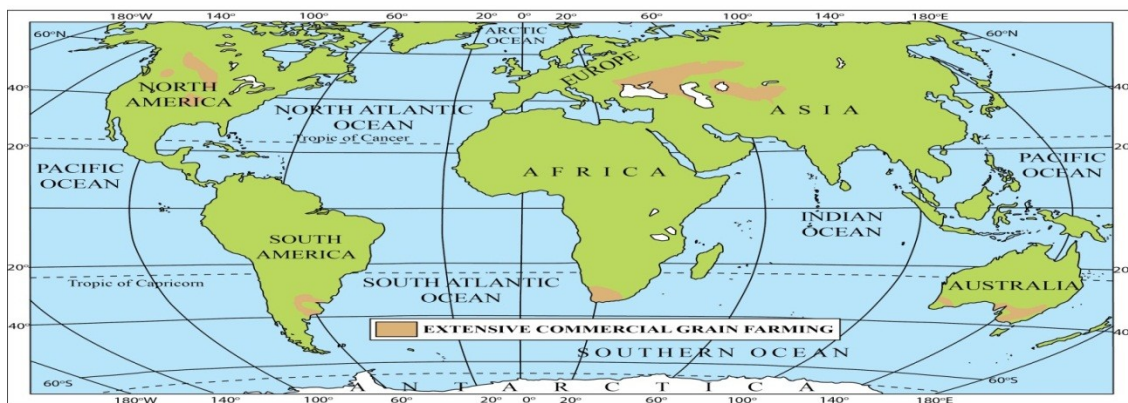 180°W 140° 100° 60° 20° 0° 20° 60° 100° 140° 180°E
60°N
ARCTIC
OCEAN
60°N
EUROPE
NORTH
AMERICA
ASIA
40°
40°
NORTH ATLANTIC
OCEAN
Tropic of Cancer
20°
20°
PACIFIC
OCEAN
AFRICA
PACIFIC
OCEAN
INDIAN
OCEAN
SOUTH
AMERICA
20°
20°
Tropic of Capricorn
SOUTH ATLANTIC
OCEAN
AUSTRALIA
40°
40°
EXTENSIVE COMMERCIAL GRAIN FARMING
SOUTHERN OCEAN
60°S
60°S
ANTARCTICA
180°W 140° 100° 60° 20° 0° 20° 60° 100° 140° 180°E